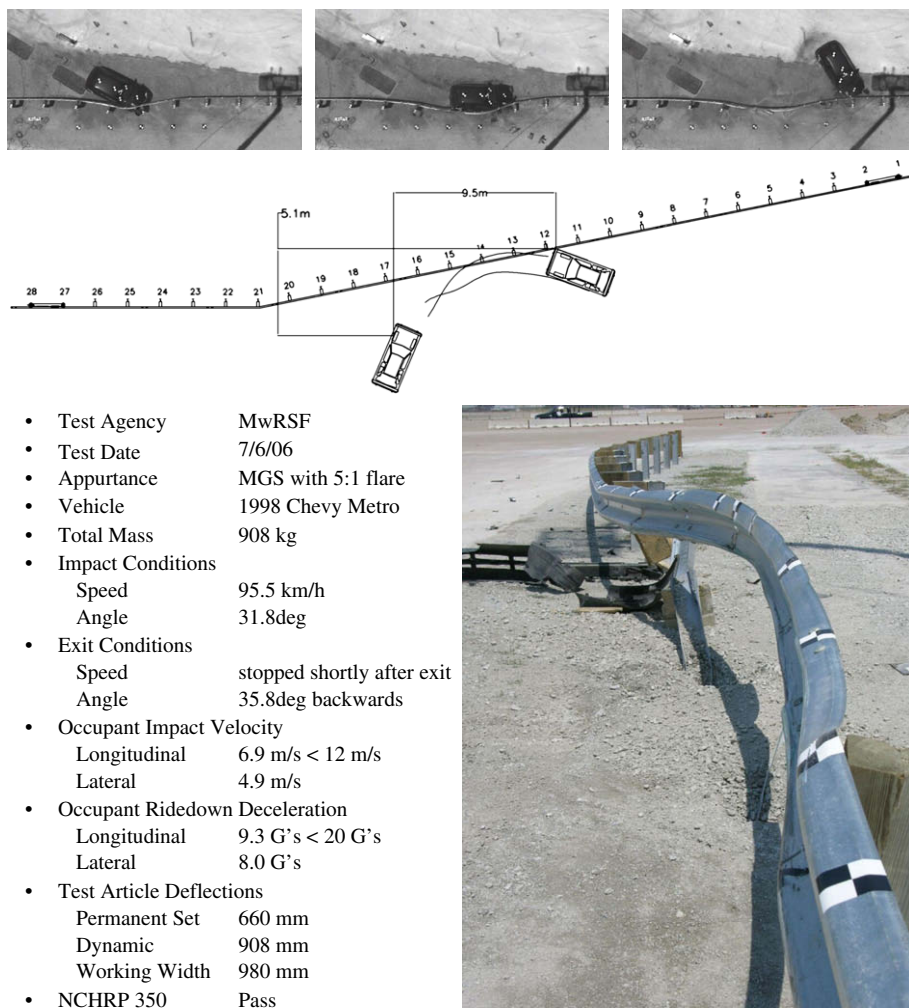 1
2
3
4
5
6
7
8
9
10
11
12
13
14
15
16
17
18
19
20
21
22
23
24
25
26
27
28
9.5m
5.1m
• Test Agency MwRSF
• Test Date 7/6/06
• Appurtance MGS with 5:1 flare
• Vehicle 1998 Chevy Metro
• Total Mass 908 kg
• Impact Conditions
Speed 95.5 km/h
Angle 31.8deg
• Exit Conditions
Speed stopped shortly after exit
Angle 35.8deg backwards
• Occupant Impact Velocity
Longitudinal 6.9 m/s < 12 m/s
Lateral 4.9 m/s
• Occupant Ridedown Deceleration
Longitudinal 9.3 G's < 20 G's
Lateral 8.0 G's
• Test Article Deflections
Permanent Set 660 mm
Dynamic 908 mm
Working Width 980 mm
• NCHRP 350 Pass